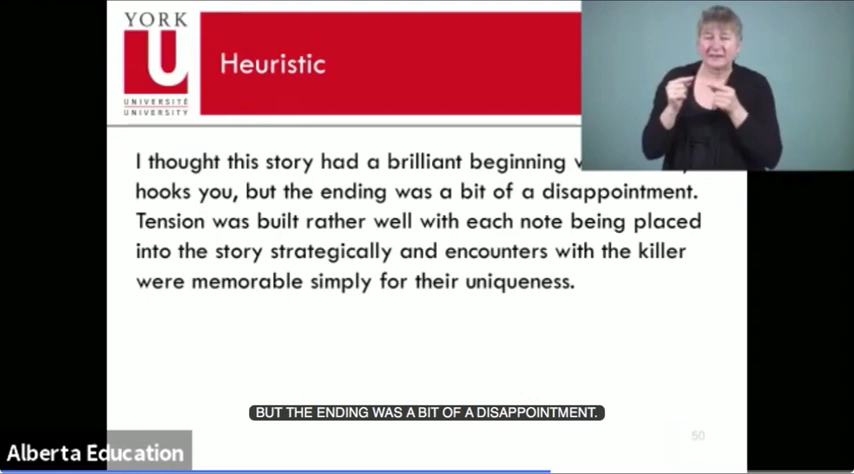 YORK
U
UNIVERSITÉ
UNIVERSITY
Heuristic
I thought this story had a brilliant beginning
hooks you, but the ending was a bit of a disappointment.
Tension was built rather well with each note being placed
into the story strategically and encounters with the killer
were memorable simply for their uniqueness.
BUT THE ENDING WAS A BIT OF A DISAPPOINTMENT.
50
Alberta Education